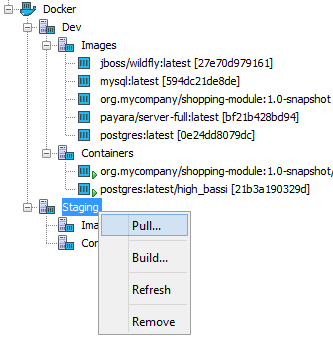 Docker
Dev
Images
jboss/wildfly:latest [27e70d979161]
mysql:latest [594dc21de8de]
org.mycompany/shopping-module:1.0-snapshot
payara/server-full:latest [bf21b428bd94]
postgres:latest [0e24dd8079dc]
Containers
org.mycompany/shopping-module:1.0-snapshot/
postgres:latest/high_bassi [21b3a190329d]
Staging
Ima
Con
Pull...
Build...
Refresh
Remove